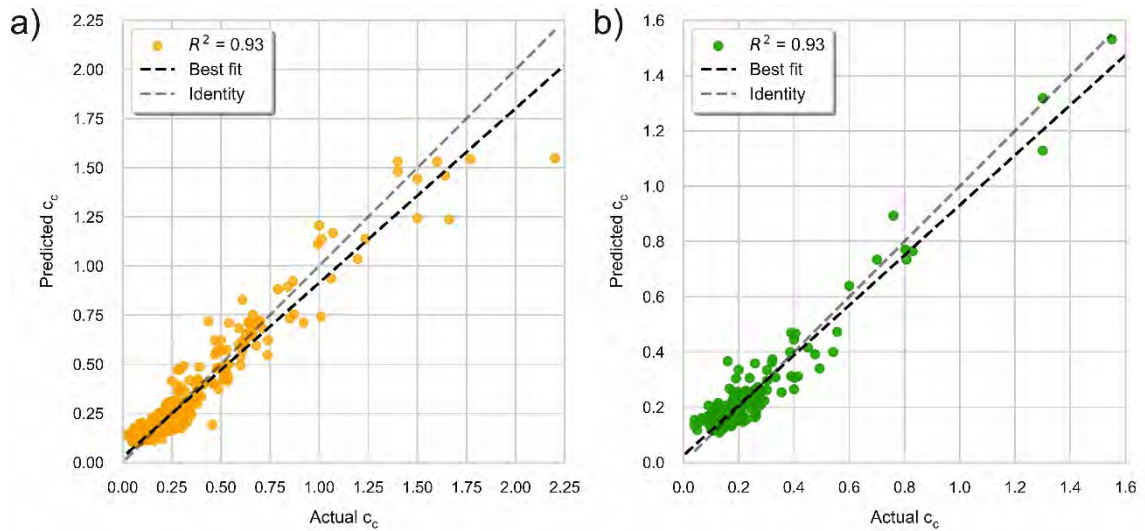 a)
R² = 0.93
Best fit
Identity
Predicted c_c
2.25
2.00
1.75
1.50
1.25
1.00
0.75
0.50
0.25
0.00
0.00 0.25 0.50 0.75 1.00 1.25 1.50 1.75 2.00 2.25
Actual c_c
b)
R² = 0.93
Best fit
Identity
Predicted c_c
1.6
1.4
1.2
1.0
0.8
0.6
0.4
0.2
0.0
0.0 0.2 0.4 0.6 0.8 1.0 1.2 1.4 1.6
Actual c_c